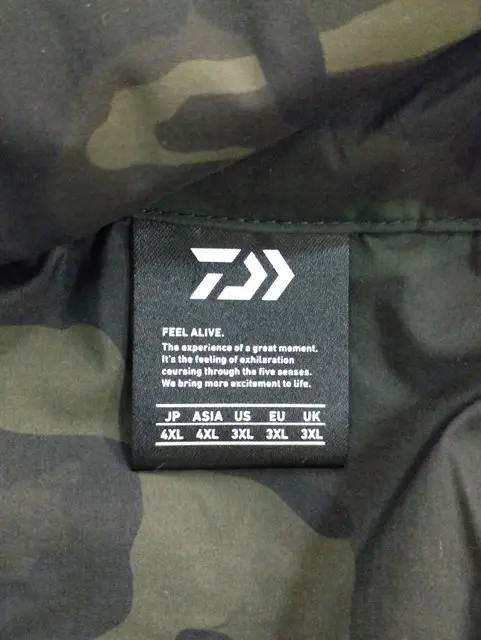 FEEL ALIVE.
The experience of a great moment.
It's the feeling of exhilaration
coursing through the five senses.
We bring more excitement to life.
JP ASIA US EU UK
4XL 4XL 3XL 3XL 3XL